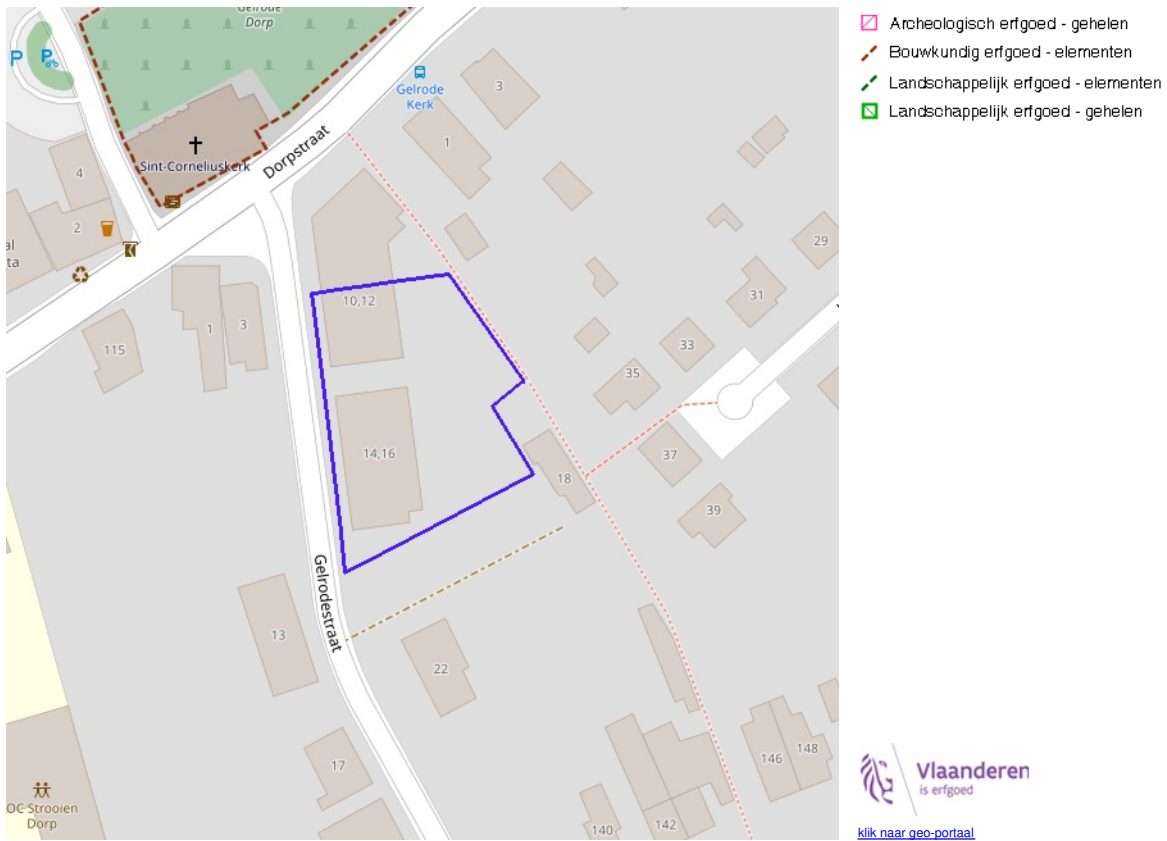 Gelrode
Dorp
P
P
Gelrode
Kerk
3
1
Dorpstraat
Sint-Corneliuskerk
4
2
al
ta
29
31
10,12
1
3
115
33
35
14,16
37
18
39
Gelrodestraat
13
22
17
146
148
OC Strooien
Dorp
140
142
Archeologisch erfgoed - gehelen
Bouwkundig erfgoed - elementen
Landschappelijk erfgoed - elementen
Landschappelijk erfgoed - gehelen
Vlaanderen
is erfgoed
klik naar geo-portaal